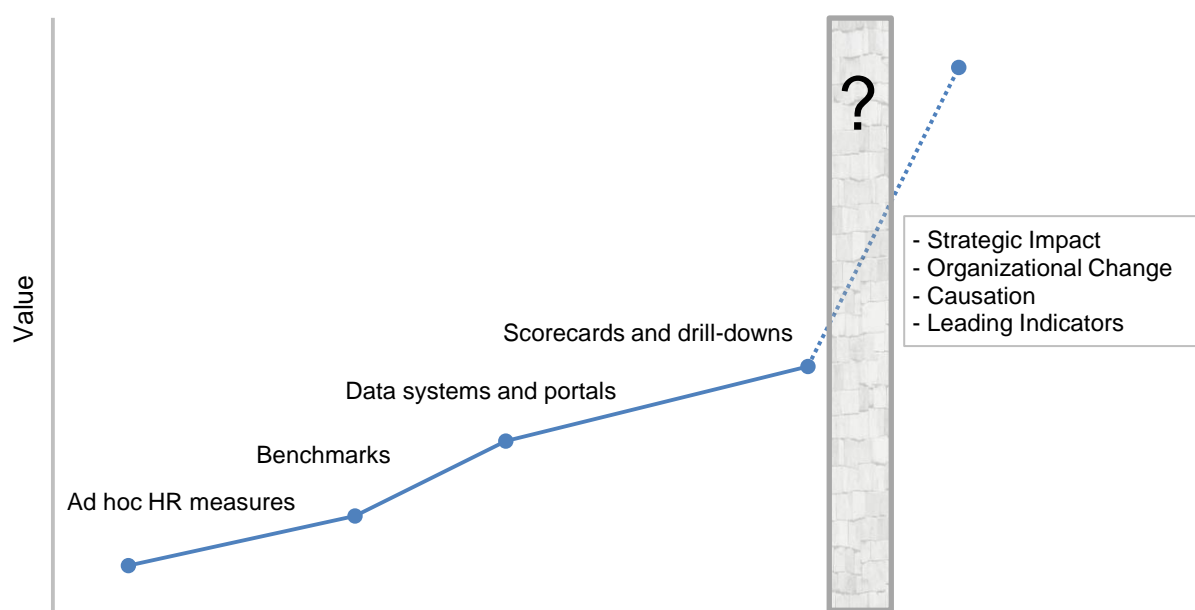 ?
- Strategic Impact
- Organizational Change
- Causation
- Leading Indicators
Value
Scorecards and drill-downs
Data systems and portals
Benchmarks
Ad hoc HR measures